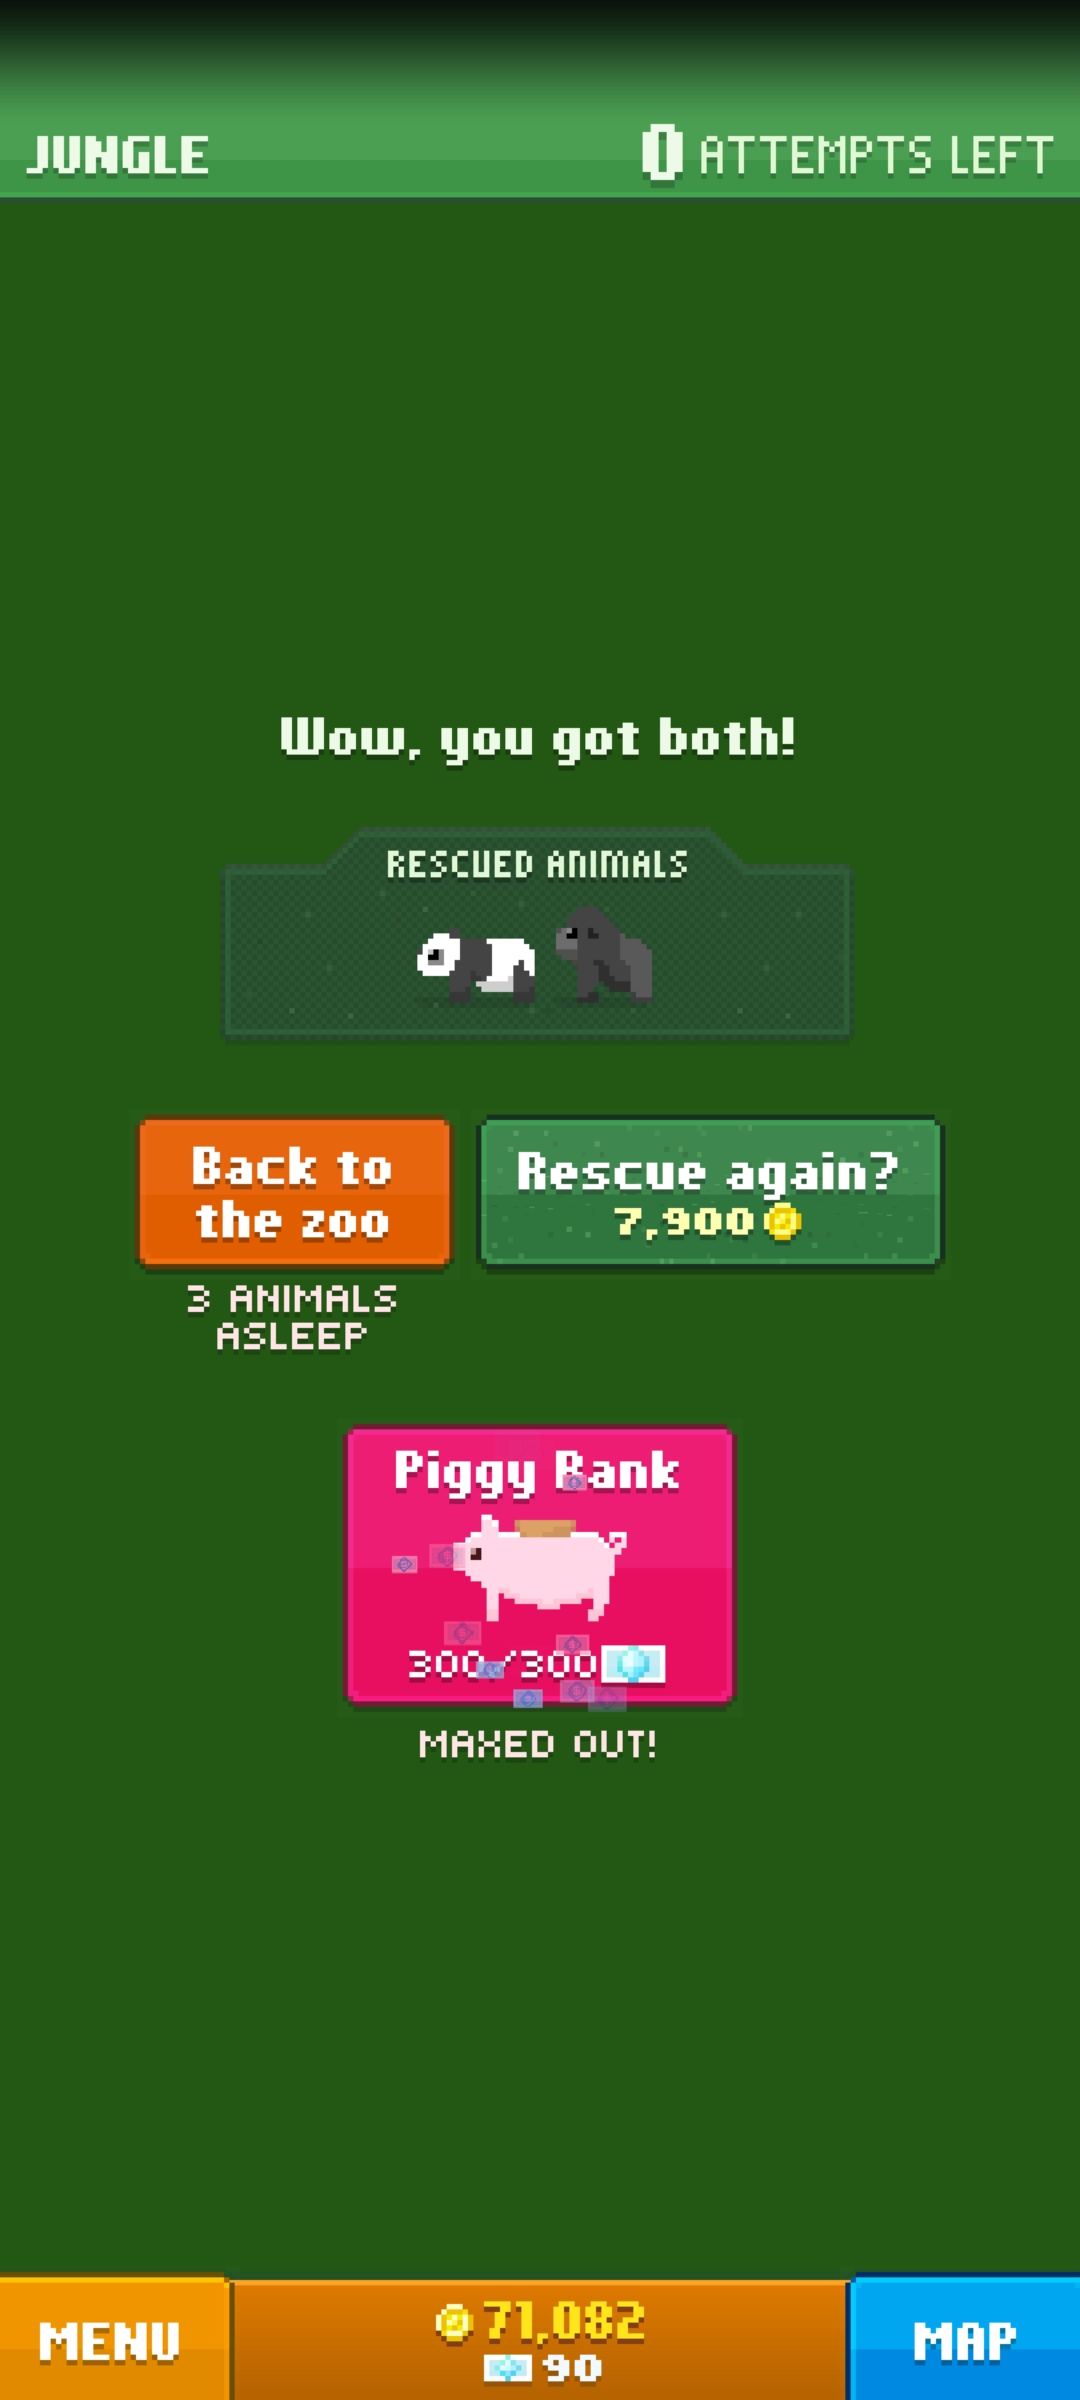 JUNGLE
0 ATTEMPTS LEFT
Wow, you got both!
RESCUED ANIMALS
Back to
the zoo
Rescue again?
7,900
3 ANIMALS
ASLEEP
Piggy Bank
300/300
MAXED OUT!
MENU
71,082
90
MAP